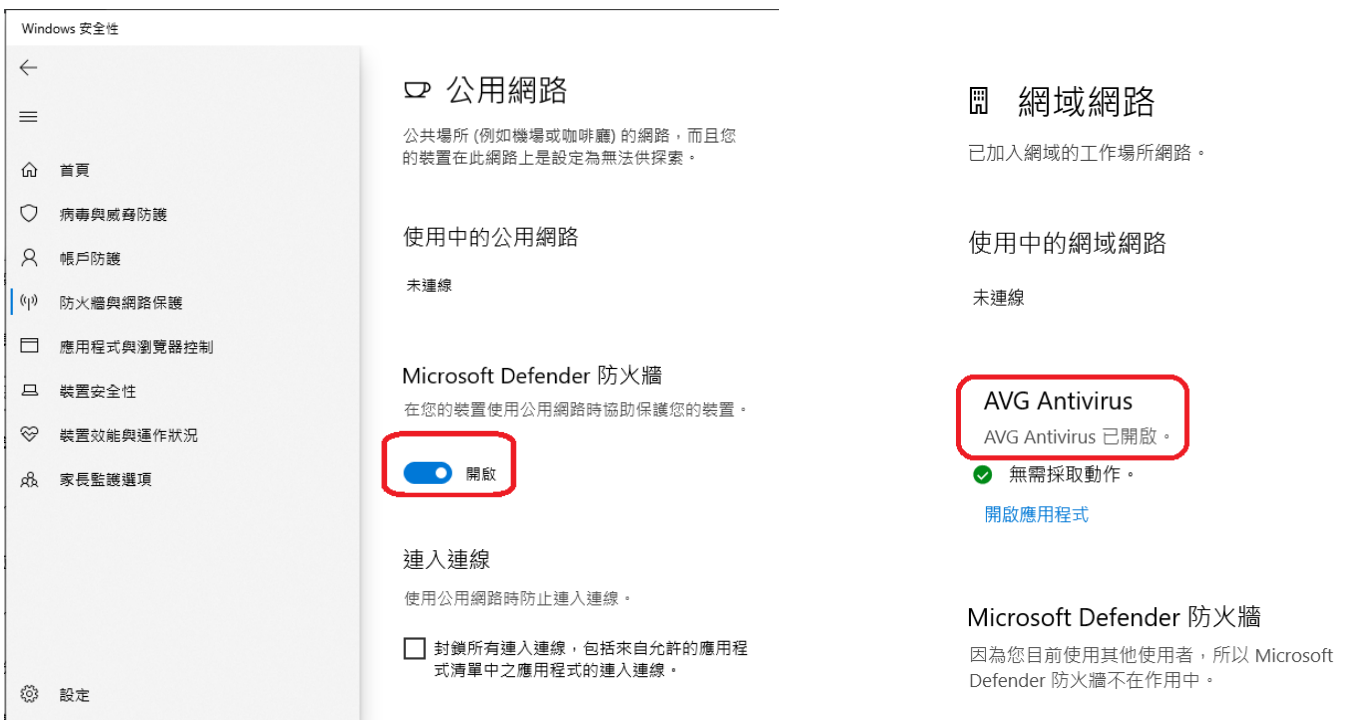 Windows 安全性
首頁
病毒與威脅防護
帳戶防護
防火牆與網路保護
應用程式與瀏覽器控制
裝置安全性
裝置效能與運作狀況
家長監護選項
設定
公用網路
公共場所 (例如機場或咖啡廳) 的網路，而且您
的裝置在此網路上是設定為無法供探索。
使用中的公用網路
未連線
Microsoft Defender 防火牆
在您的裝置使用公用網路時協助保護您的裝置。
開啟
連入連線
使用公用網路時防止連入連線。
封鎖所有連入連線，包括來自允許的應用程
式清單中之應用程式的連入連線。
網域網路
已加入網域的工作場所網路。
使用中的網域網路
未連線
AVG Antivirus
AVG Antivirus 已開啟。
無需採取動作。
開啟應用程式
Microsoft Defender 防火牆
因為您目前使用其他使用者，所以 Microsoft
Defender 防火牆不在作用中。